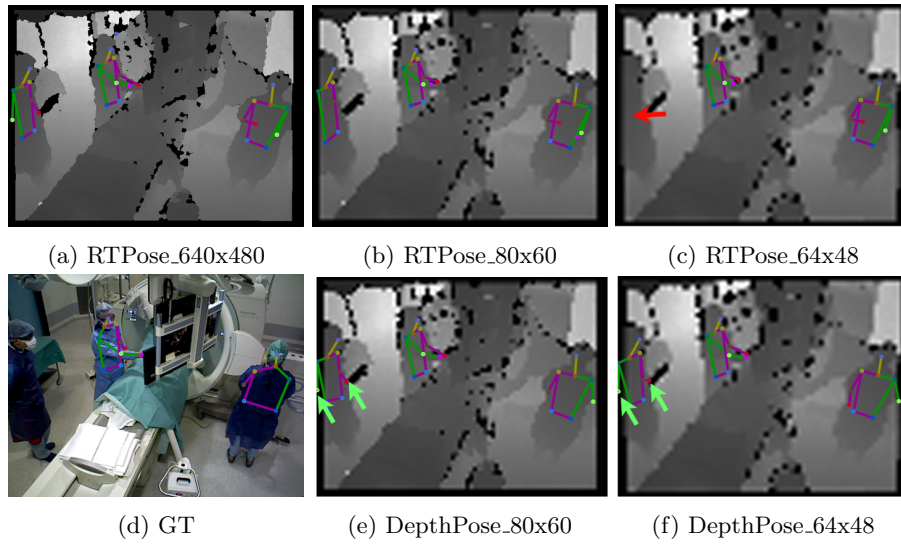 (a) RTPose_640x480
(b) RTPose_80x60
(c) RTPose_64x48
(d) GT
(e) DepthPose_80x60
(f) DepthPose_64x48